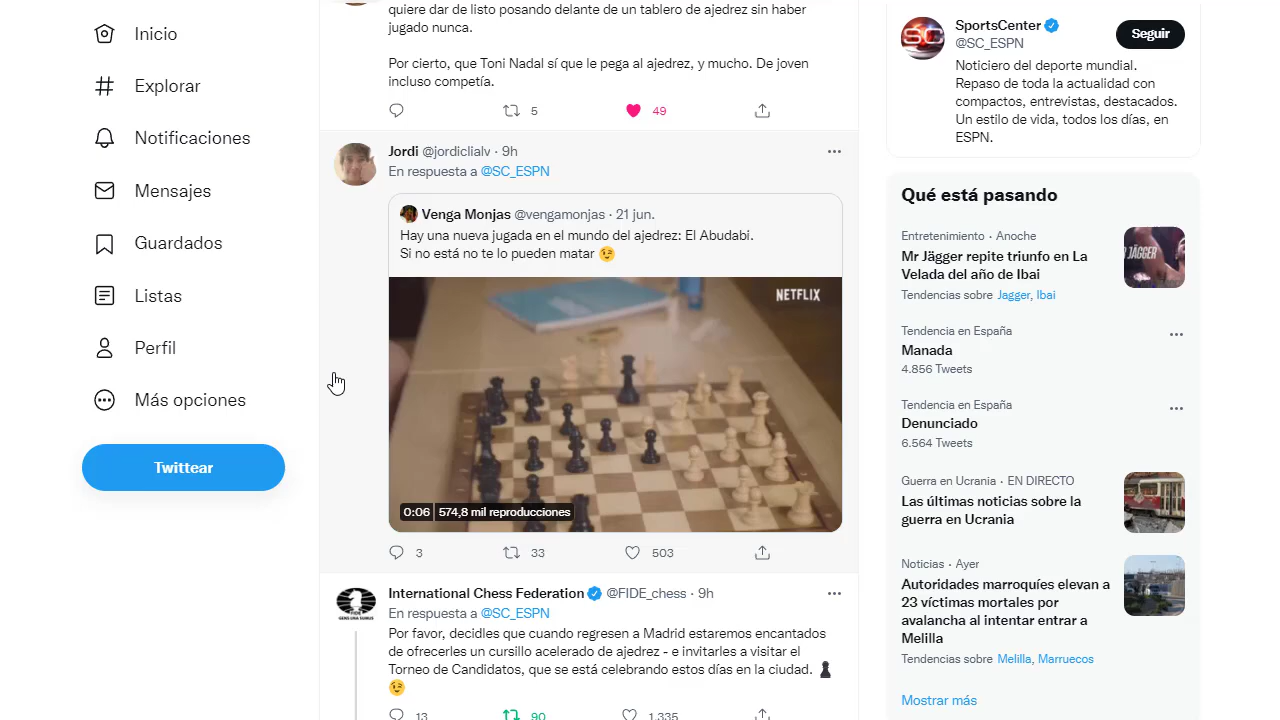 Inicio
Explorar
Notificaciones
Mensajes
Guardados
Listas
Perfil
Más opciones
Twittear
quiere dar de listo posando delante de un tablero de ajedrez sin haber
jugado nunca.
Por cierto, que Toni Nadal sí que le pega al ajedrez, y mucho. De joven
incluso competía.
5
49
Jordi @jordiclialv · 9h
En respuesta a @SC_ESPN
Venga Monjas @vengamonjas · 21 jun.
Hay una nueva jugada en el mundo del ajedrez: El Abudabi.
Si no está no te lo pueden matar 😉
NETFLIX
0:06 574,8 mil reproducciones
3
33
503
International Chess Federation @FIDE_chess · 9h
En respuesta a @SC_ESPN
Por favor, decidles que cuando regresen a Madrid estaremos encantados
de ofrecerles un cursillo acelerado de ajedrez - e invitarles a visitar el
Torneo de Candidatos, que se está celebrando estos días en la ciudad. ♟️
😉
13
90
1.335
SC
SportsCenter
@SC_ESPN
Seguir
Noticiero del deporte mundial.
Repaso de toda la actualidad con
compactos, entrevistas, destacados.
Un estilo de vida, todos los días, en
ESPN.
Qué está pasando
Entretenimiento · Anoche
Mr Jägger repite triunfo en La
Velada del año de Ibai
Tendencias sobre Jagger, Ibai
JÄGGER
Tendencia en España
Manada
4.856 Tweets
Tendencia en España
Denunciado
6.564 Tweets
Guerra en Ucrania · EN DIRECTO
Las últimas noticias sobre la
guerra en Ucrania
Noticias · Ayer
Autoridades marroquíes elevan a
23 víctimas mortales por
avalancha al intentar entrar a
Melilla
Tendencias sobre Melilla, Marruecos
Mostrar más